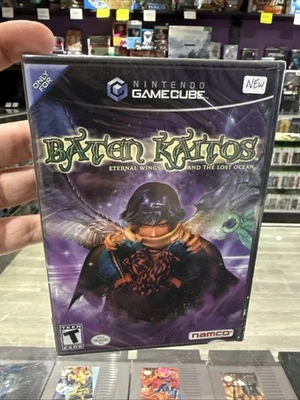 ONLY
FOR
NINTENDO
GAMECUBE
NEW
BATEN KAITOS
ETERNAL WINGS AND THE LOST OCEAN
TEEN
T
namco